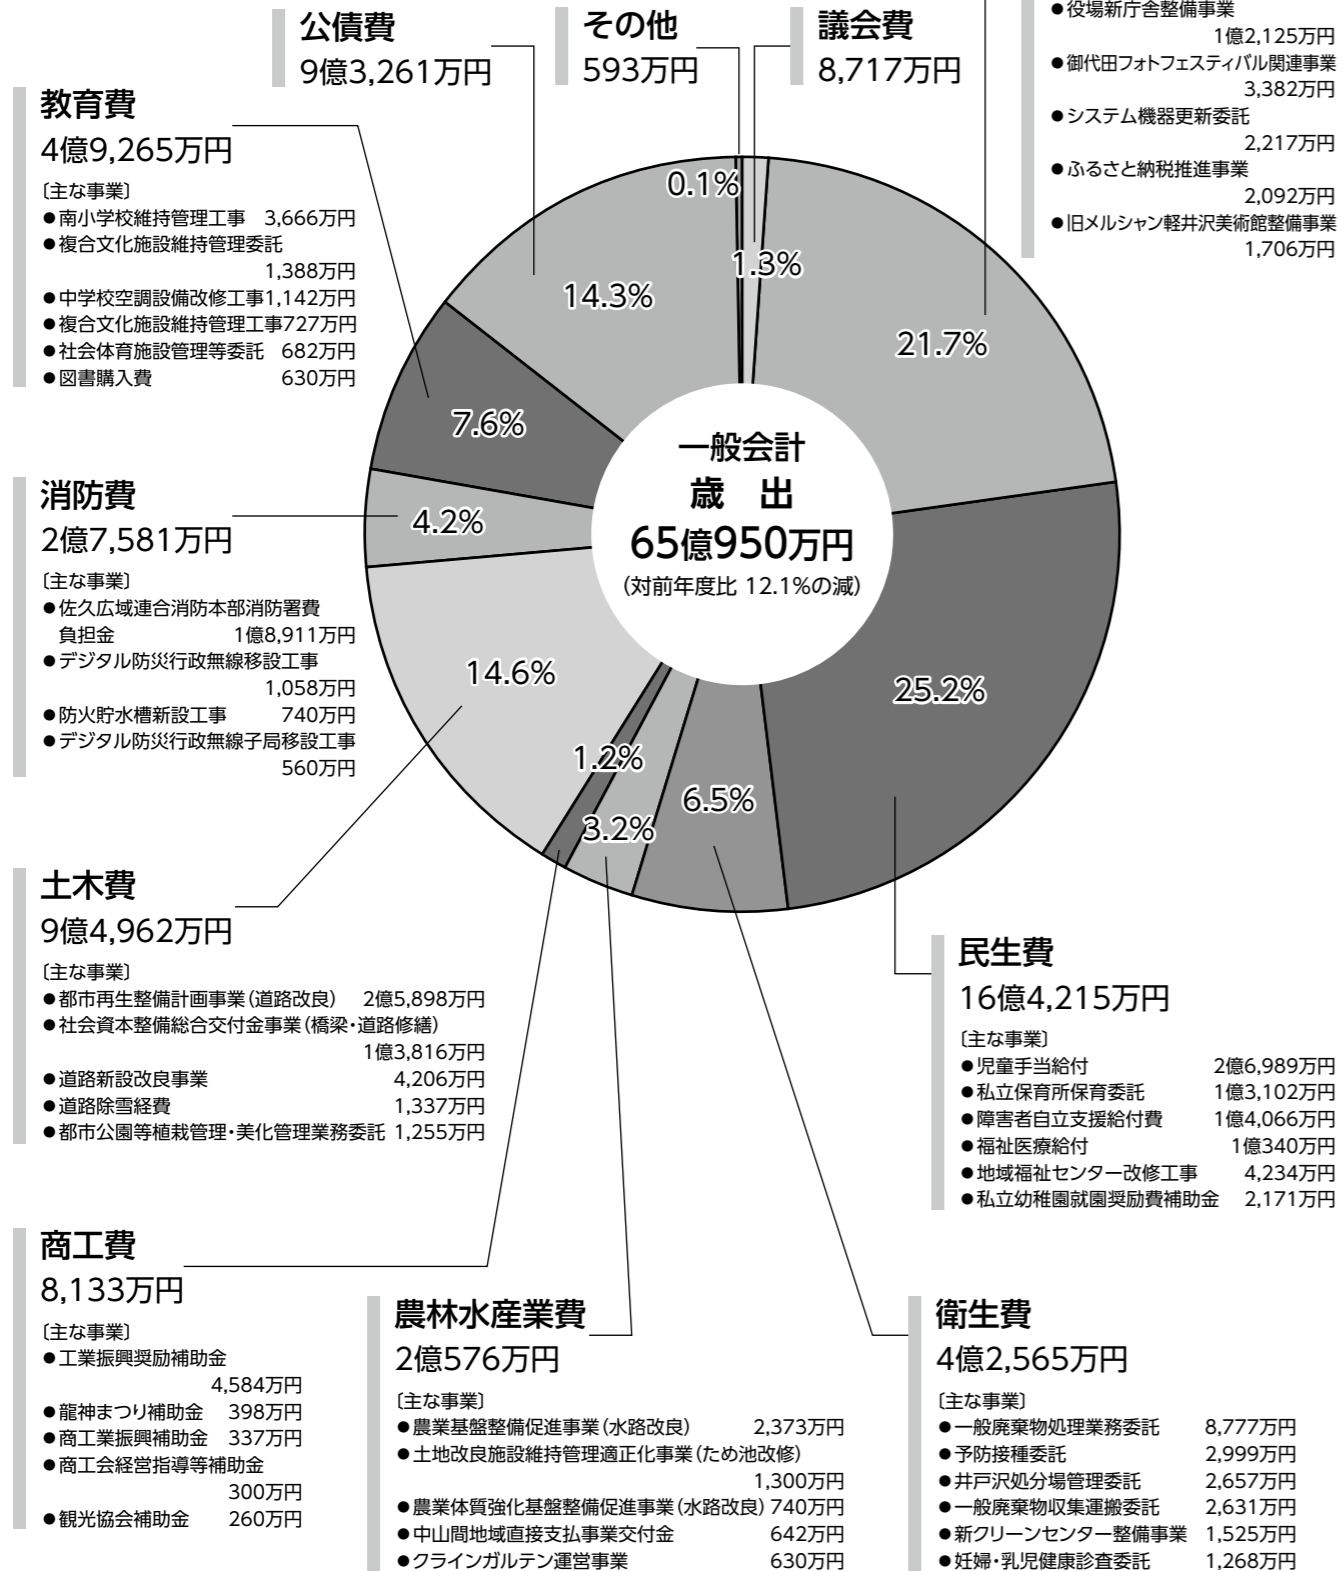 公債費
9億3,261万円
その他
593万円
議会費
8,717万円
●役場新庁舎整備事業
1億2,125万円
●御代田フォトフェスティバル関連事業
3,382万円
●システム機器更新委託
2,217万円
●ふるさと納税推進事業
2,092万円
●旧メルシャン軽井沢美術館整備事業
1,706万円
教育費
4億9,265万円
〔主な事業〕
●南小学校維持管理工事 3,666万円
●複合文化施設維持管理委託
1,388万円
●中学校空調設備改修工事1,142万円
●複合文化施設維持管理工事727万円
●社会体育施設管理等委託 682万円
●図書購入費 630万円
0.1%
1.3%
14.3%
21.7%
7.6%
4.2%
一般会計
歳 出
65億950万円
(対前年度比 12.1%の減)
14.6%
25.2%
1.2%
6.5%
3.2%
消防費
2億7,581万円
〔主な事業〕
●佐久広域連合消防本部消防署費
負担金 1億8,911万円
●デジタル防災行政無線移設工事
1,058万円
●防火貯水槽新設工事 740万円
●デジタル防災行政無線子局移設工事
560万円
土木費
9億4,962万円
〔主な事業〕
●都市再生整備計画事業(道路改良) 2億5,898万円
●社会資本整備総合交付金事業(橋梁・道路修繕)
1億3,816万円
●道路新設改良事業 4,206万円
●道路除雪経費 1,337万円
●都市公園等植栽管理・美化管理業務委託 1,255万円
民生費
16億4,215万円
〔主な事業〕
●児童手当給付 2億6,989万円
●私立保育所保育委託 1億3,102万円
●障害者自立支援給付費 1億4,066万円
●福祉医療給付 1億340万円
●地域福祉センター改修工事 4,234万円
●私立幼稚園就園奨励費補助金 2,171万円
商工費
8,133万円
〔主な事業〕
●工業振興奨励補助金
4,584万円
●龍神まつり補助金 398万円
●商工業振興補助金 337万円
●商工会経営指導等補助金
300万円
●観光協会補助金 260万円
農林水産業費
2億576万円
〔主な事業〕
●農業基盤整備促進事業(水路改良) 2,373万円
●土地改良施設維持管理適正化事業(ため池改修)
1,300万円
●農業体質強化基盤整備促進事業(水路改良) 740万円
●中山間地域直接支払事業交付金 642万円
●クラインガルテン運営事業 630万円
衛生費
4億2,565万円
〔主な事業〕
●一般廃棄物処理業務委託 8,777万円
●予防接種委託 2,999万円
●井戸沢処分場管理委託 2,657万円
●一般廃棄物収集運搬委託 2,631万円
●新クリーンセンター整備事業 1,525万円
●妊婦・乳児健康診査委託 1,268万円